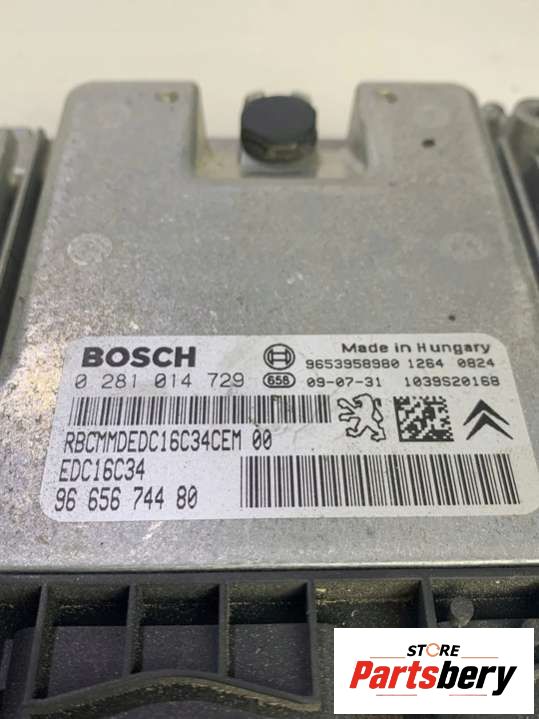 BOSCH
Made in Hungary
9653958980 1264 0824
0 281 014 729
658
09-07-31
1039S20168
RBCMMDEDC16C34CEM 00
EDC16C34
96 656 744 80
STORE
Partsbery